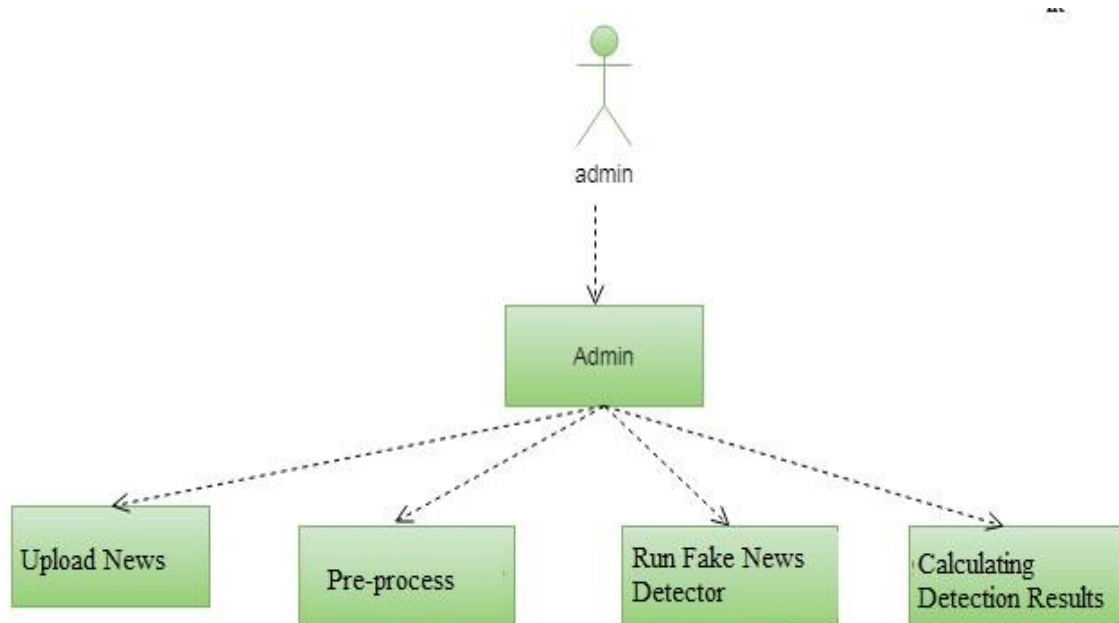 admin
Admin
Upload News
Pre-process
Run Fake News
Detector
Calculating
Detection Results